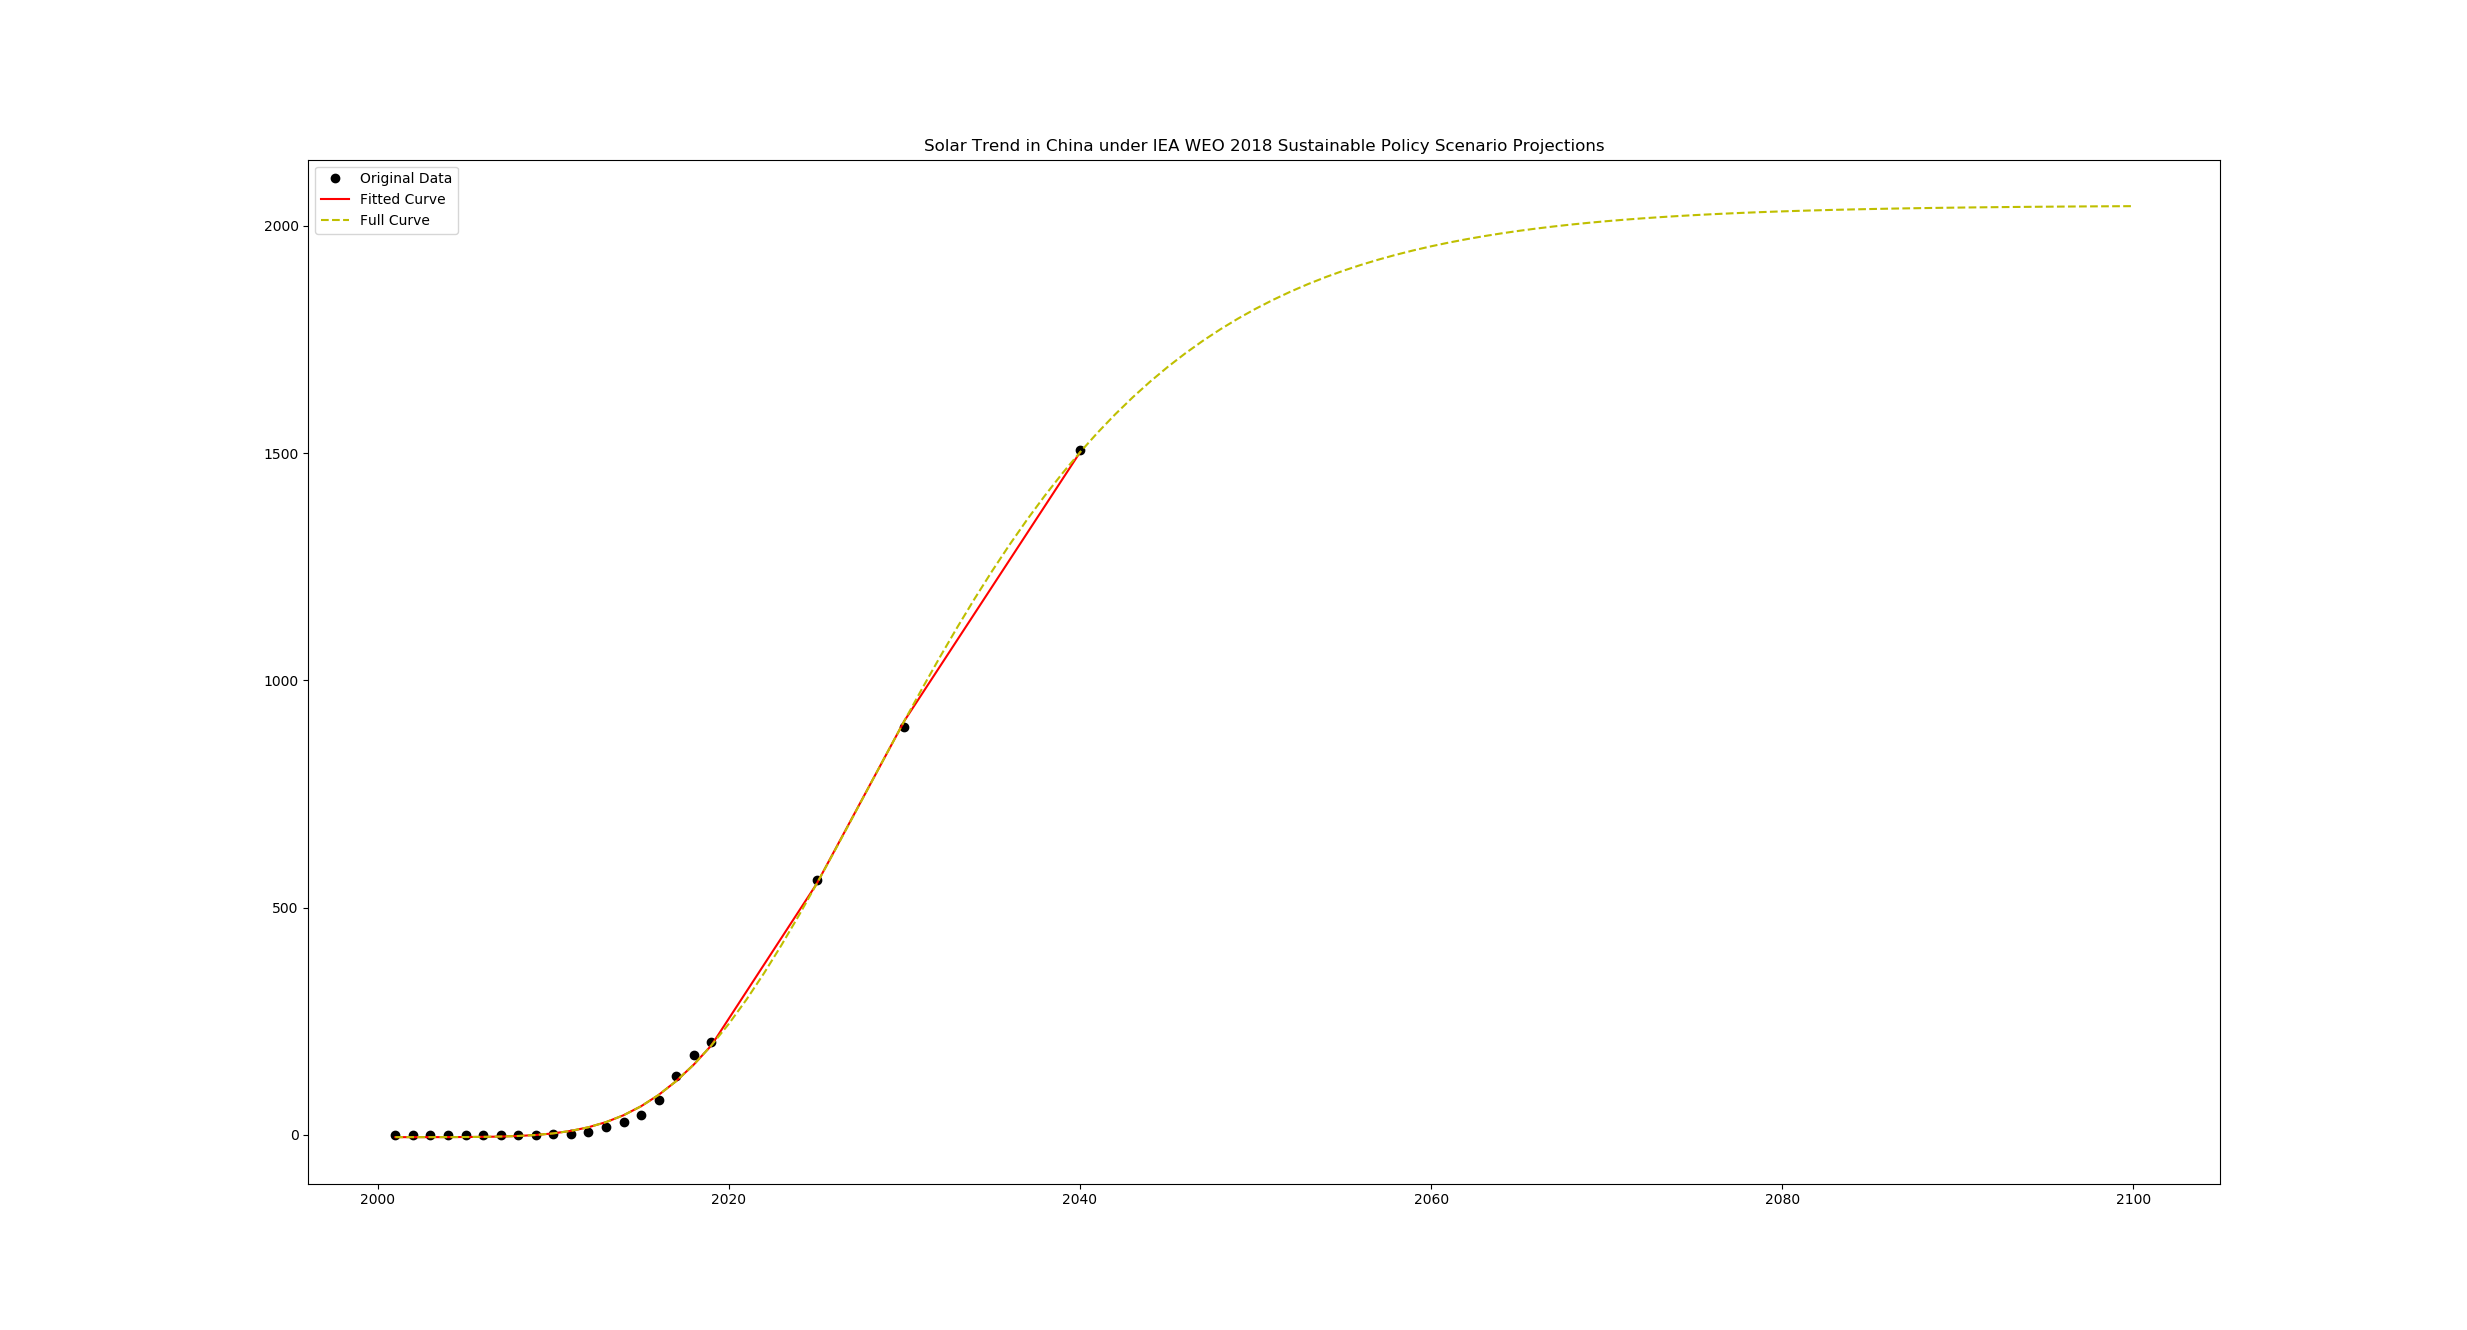 Solar Trend in China under IEA WEO 2018 Sustainable Policy Scenario Projections
Original Data
Fitted Curve
Full Curve
2000
1500
1000
500
0
2000 2020 2040 2060 2080 2100